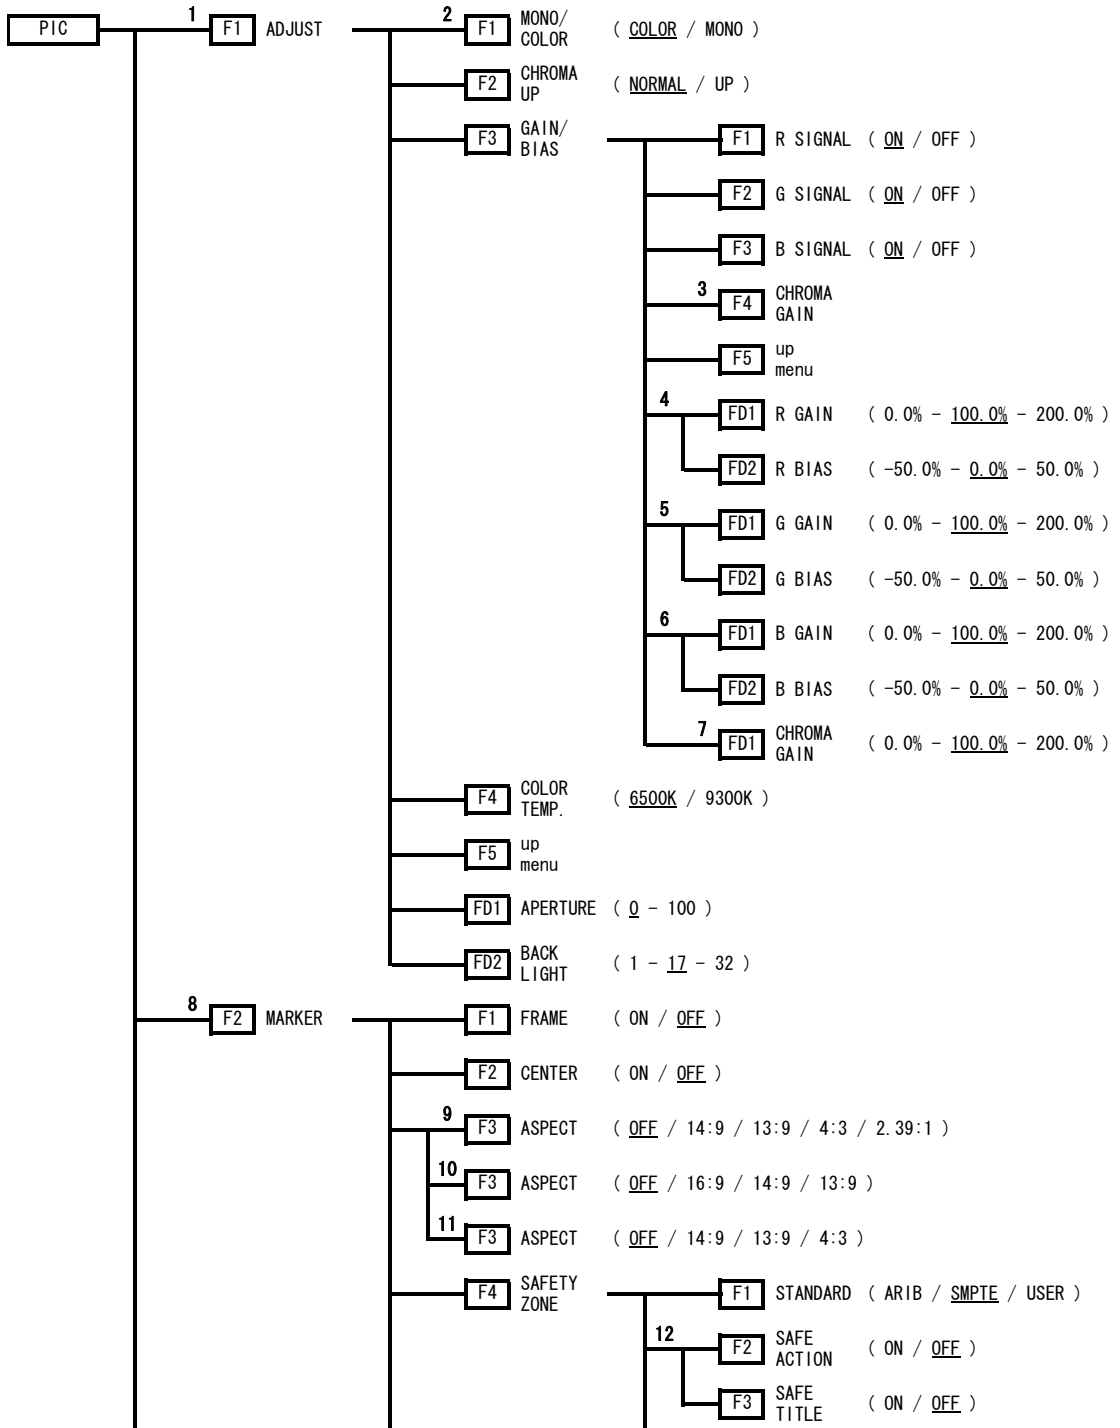 PIC 1 F1 ADJUST 2 F1 MONO/
COLOR ( COLOR / MONO )
F2 CHROMA
UP ( NORMAL / UP )
F3 GAIN/
BIAS
F1 R SIGNAL ( ON / OFF )
F2 G SIGNAL ( ON / OFF )
F3 B SIGNAL ( ON / OFF )
3 F4 CHROMA
GAIN
F5 up
menu
4 FD1 R GAIN ( 0.0% - 100.0% - 200.0% )
FD2 R BIAS ( -50.0% - 0.0% - 50.0% )
5 FD1 G GAIN ( 0.0% - 100.0% - 200.0% )
FD2 G BIAS ( -50.0% - 0.0% - 50.0% )
6 FD1 B GAIN ( 0.0% - 100.0% - 200.0% )
FD2 B BIAS ( -50.0% - 0.0% - 50.0% )
7 FD1 CHROMA
GAIN ( 0.0% - 100.0% - 200.0% )
F4 COLOR
TEMP. ( 6500K / 9300K )
F5 up
menu
FD1 APERTURE ( 0 - 100 )
FD2 BACK
LIGHT ( 1 - 17 - 32 )
8 F2 MARKER F1 FRAME ( ON / OFF )
F2 CENTER ( ON / OFF )
9 F3 ASPECT ( OFF / 14:9 / 13:9 / 4:3 / 2.39:1 )
10 F3 ASPECT ( OFF / 16:9 / 14:9 / 13:9 )
11 F3 ASPECT ( OFF / 14:9 / 13:9 / 4:3 )
F4 SAFETY
ZONE
F1 STANDARD ( ARIB / SMPTE / USER )
12 F2 SAFE
ACTION ( ON / OFF )
F3 SAFE
TITLE ( ON / OFF )